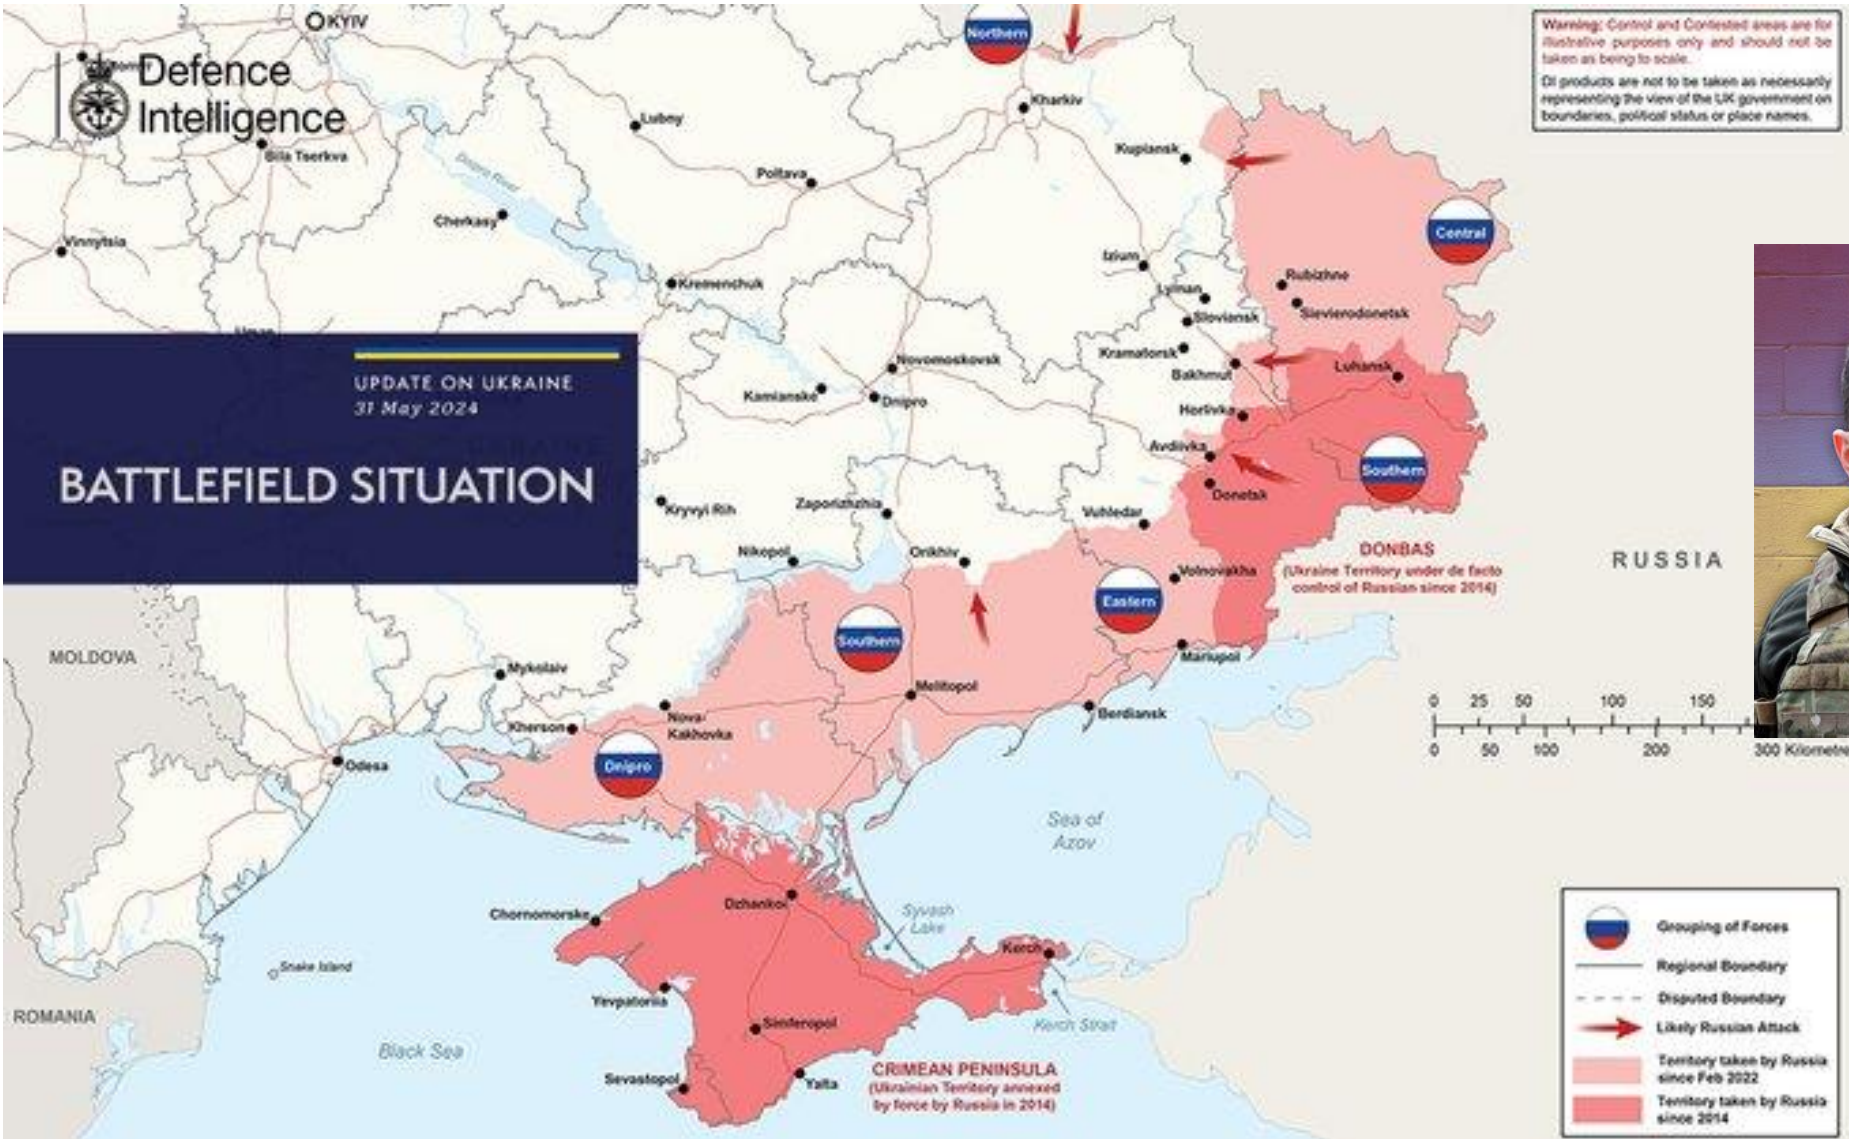 KYIV
Defence
Intelligence
Bila Tserkva
Vinnytsia
Dnipro River
Cherkasy
Lubny
Poltava
Kremenchuk
Uman
Northern
Kharkiv
Kupiansk
Warning: Control and Contested areas are for
illustrative purposes only and should not be
taken as being to scale.
DI products are not to be taken as necessarily
representing the view of the UK government on
boundaries, political status or place names.
Central
Izium
Lyman
Sloviansk
Rubizhne
Sievierodonetsk
Kramatorsk
Bakhmut
Luhansk
Horlivka
Avdiivka
Southern
Donetsk
Vuhledar
UPDATE ON UKRAINE
31 May 2024
BATTLEFIELD SITUATION
Novomoskovsk
Kamianske
Dnipro
Kryvyi Rih
Zaporizhzhia
Nikopol
Orikhiv
DONBAS
(Ukraine Territory under de facto
control of Russian since 2014)
RUSSIA
Volnovakha
Eastern
Southern
Mariupol
MOLDOVA
Mykolaiv
Melitopol
Berdiansk
Kherson
Nova-
Kakhovka
Dnipro
Odesa
0 25 50 100 150
0 50 100 200 300 Kilometre
Sea of
Azov
Chornomorske
Dzhankoi
Syvash
Lake
Kerch
Snake Island
Yevpatoriia
Kerch Strait
ROMANIA
Simferopol
Black Sea
Sevastopol
Yalta
CRIMEAN PENINSULA
(Ukrainian Territory annexed
by force by Russia in 2014)
Grouping of Forces
Regional Boundary
Disputed Boundary
Likely Russian Attack
Territory taken by Russia
since Feb 2022
Territory taken by Russia
since 2014